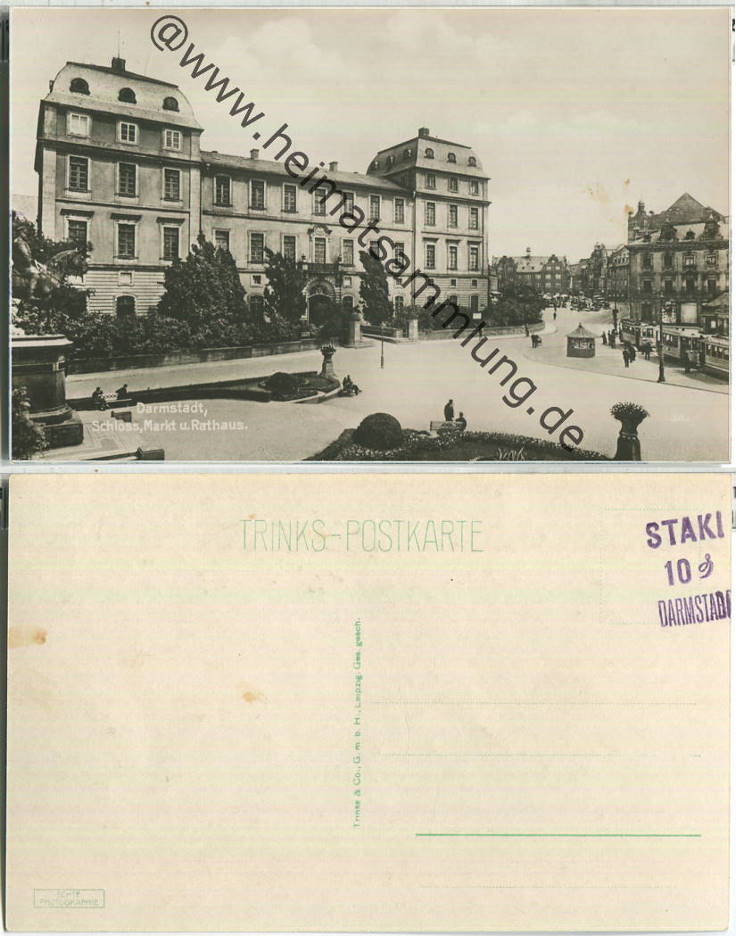 @www.heimatsammlung.de
Darmstadt,
Schloss, Markt u. Rathaus.
TRINKS-POSTKARTE
STAKI
10 ₰
DARMSTADT
Trinks & Co., G. m. b. H., Leipzig. Ges. gesch.
ECHTE
PHOTOGRAPHIE